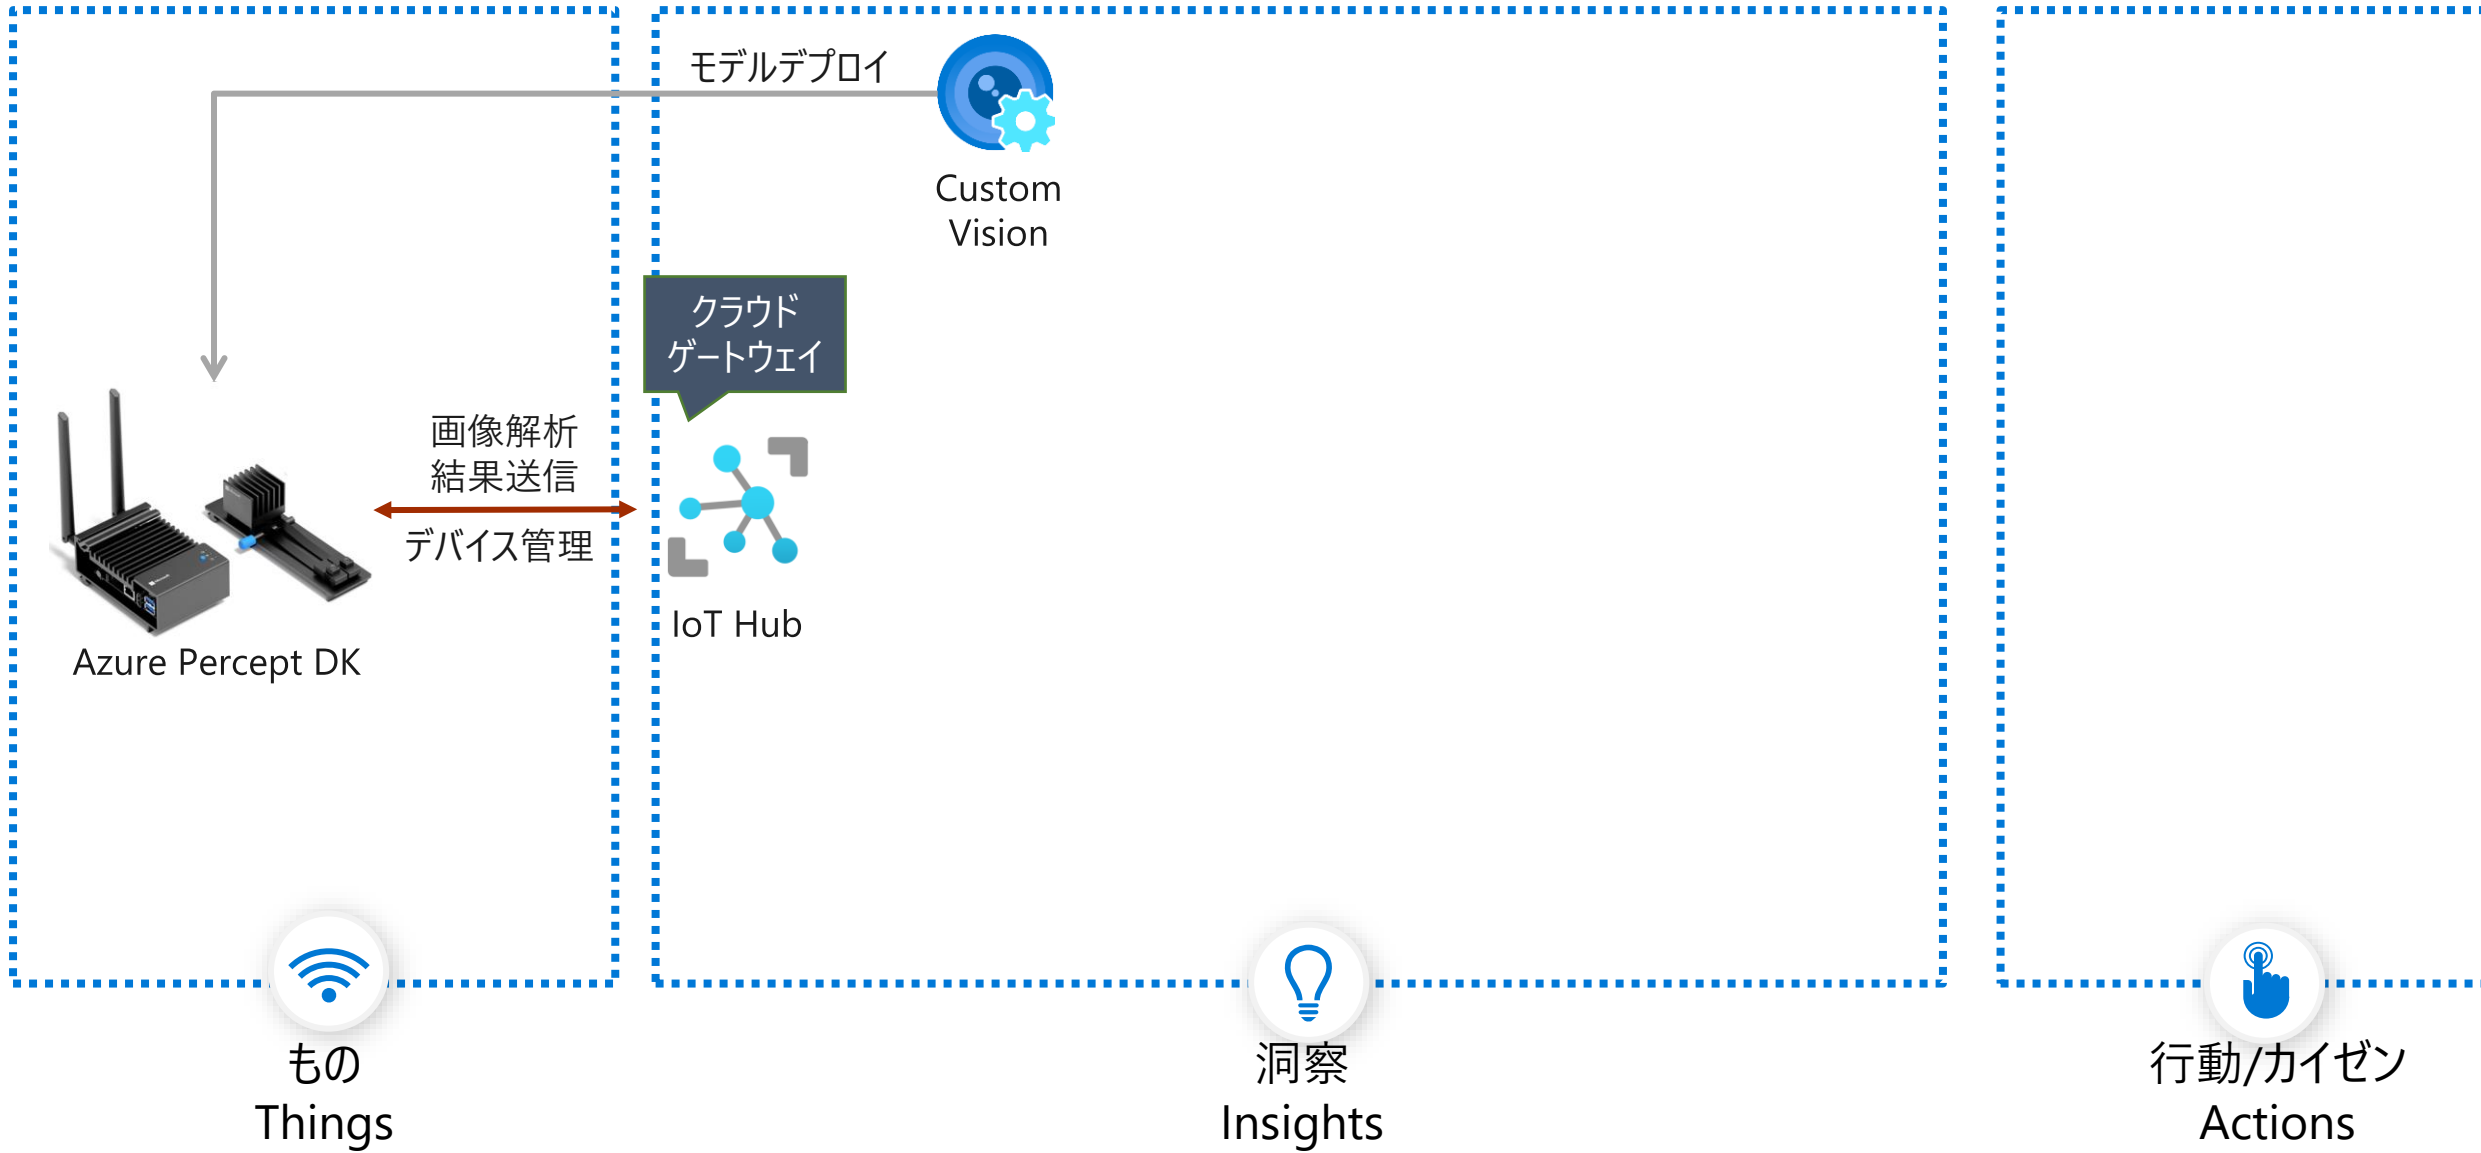 モデルデプロイ
Custom
Vision
クラウド
ゲートウェイ
画像解析
結果送信
デバイス管理
IoT Hub
Azure Percept DK
もの
Things
洞察
Insights
行動/カイゼン
Actions